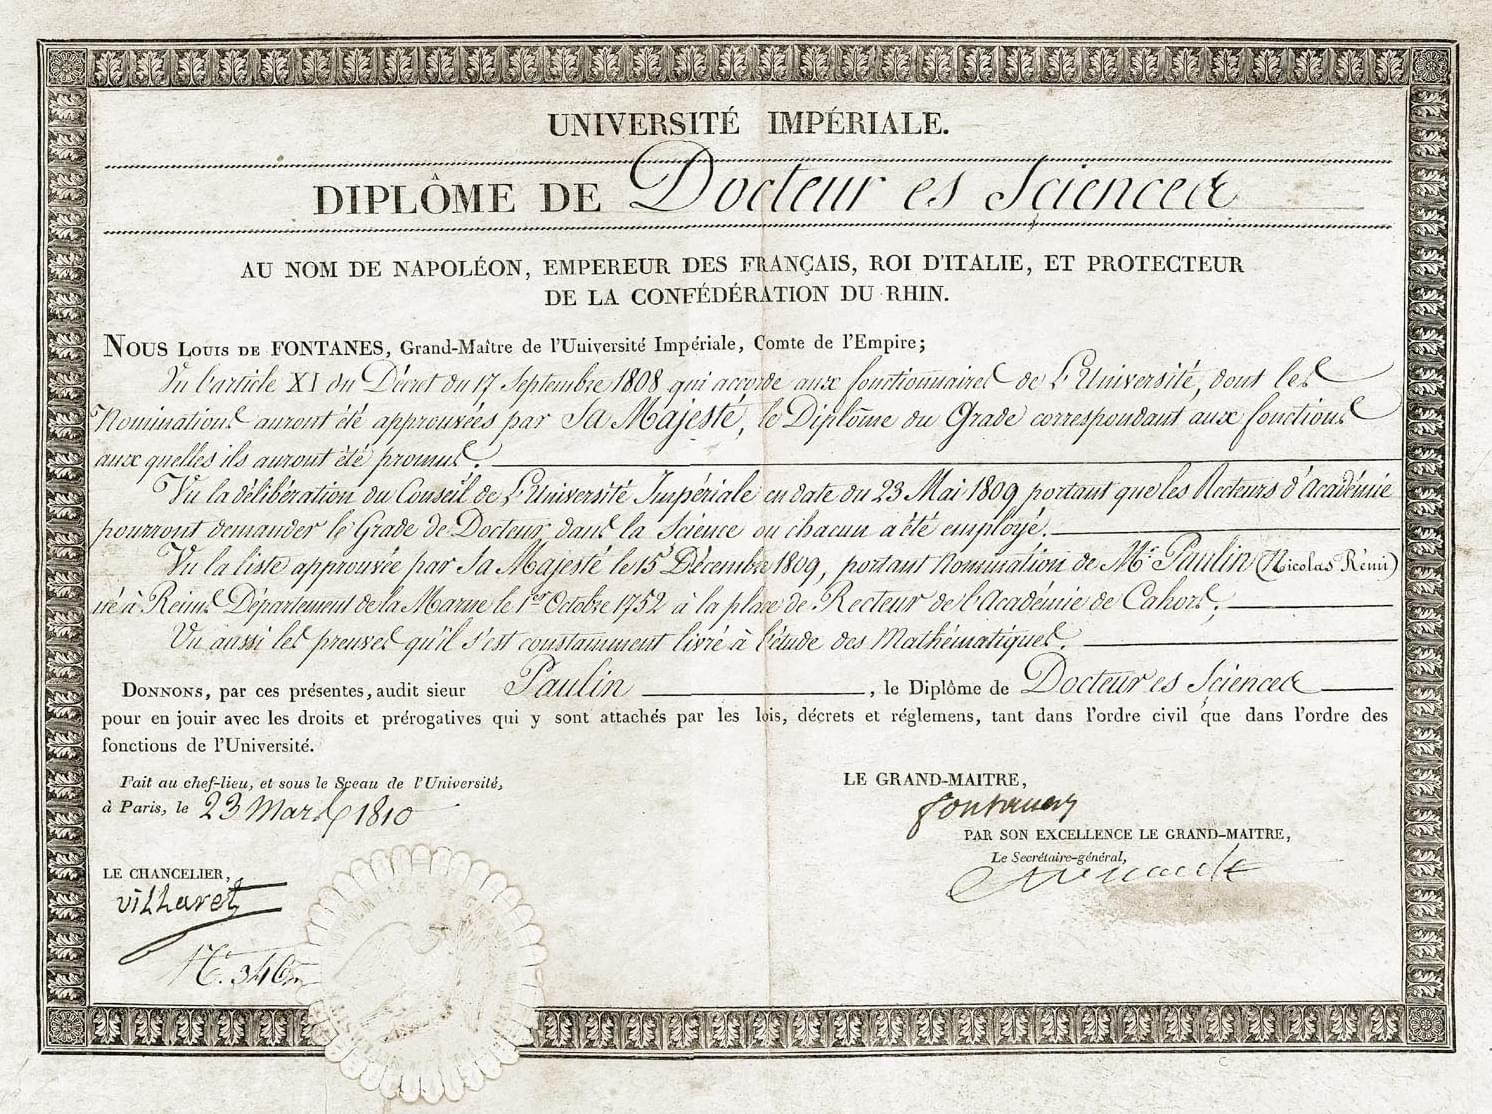 UNIVERSITÉ IMPÉRIALE.
DIPLÔME DE Docteur es Sciences
AU NOM DE NAPOLÉON, EMPEREUR DES FRANÇAIS, ROI D'ITALIE, ET PROTECTEUR
DE LA CONFÉDÉRATION DU RHIN.
NOUS LOUIS DE FONTANES, Grand-Maître de l'Université Impériale, Comte de l'Empire;
Vu l'article XI du Décret du 17 Septembre 1808 qui accorde aux fonctionnaires de L'Université, dont les
Nominations auront été approuvées par Sa Majesté, le Diplôme du Grade correspondant aux fonctions
aux quelles ils auront été promus.
Vu la délibération du Conseil de L'Université Impériale en date du 23 Mai 1809 portant que les Recteurs d'Académie
pourront demander le Grade de Docteur dans la Science ou chacun a été employé.
Vu la liste approuvée par Sa Majesté le 15 Décembre 1809, portant Nomination de Mr. Paulin (Nicolas Rémi)
né à Reims Département de la Marne le 1er Octobre 1752 à la place de Recteur de l'Académie de Cahors,
Vu aussi les preuves qu'il s'est constamment livré à l'étude des Mathématiques.
DONNONS, par ces présentes, audit sieur Paulin, le Diplôme de Docteur es Sciences
pour en jouir avec les droits et prérogatives qui y sont attachés par les lois, décrets et réglemens, tant dans l'ordre civil que dans l'ordre des
fonctions de l'Université.
Fait au chef-lieu, et sous le Sceau de l'Université,
à Paris, le 23 Mars 1810
LE GRAND-MAITRE,
Fontanes
PAR SON EXCELLENCE LE GRAND-MAITRE,
Le Secrétaire-général,
LE CHANCELIER,
Villaret